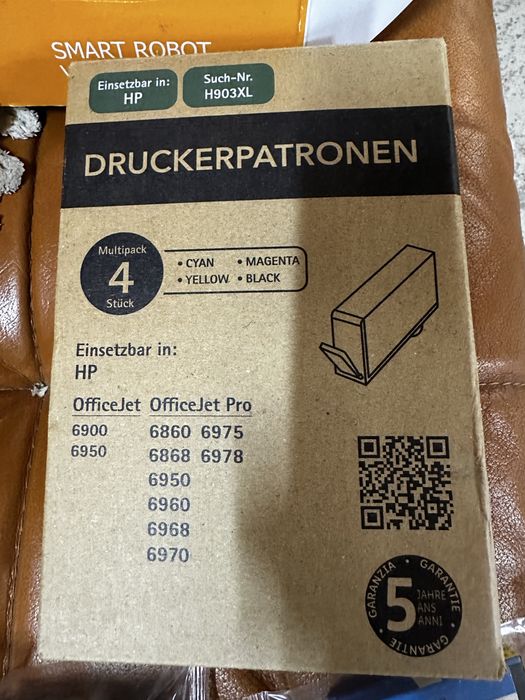 SMART ROBOT
Einsetzbar in:
HP
Such-Nr.
H903XL
DRUCKERPATRONEN
Multipack
4
Stück
• CYAN • MAGENTA
• YELLOW • BLACK
Einsetzbar in:
HP
OfficeJet OfficeJet Pro
6900 6860 6975
6950 6868 6978
6950
6960
6968
6970
GARANZIA • GARANTIE • GARANTIE •
5
JAHRE
ANS
ANNI